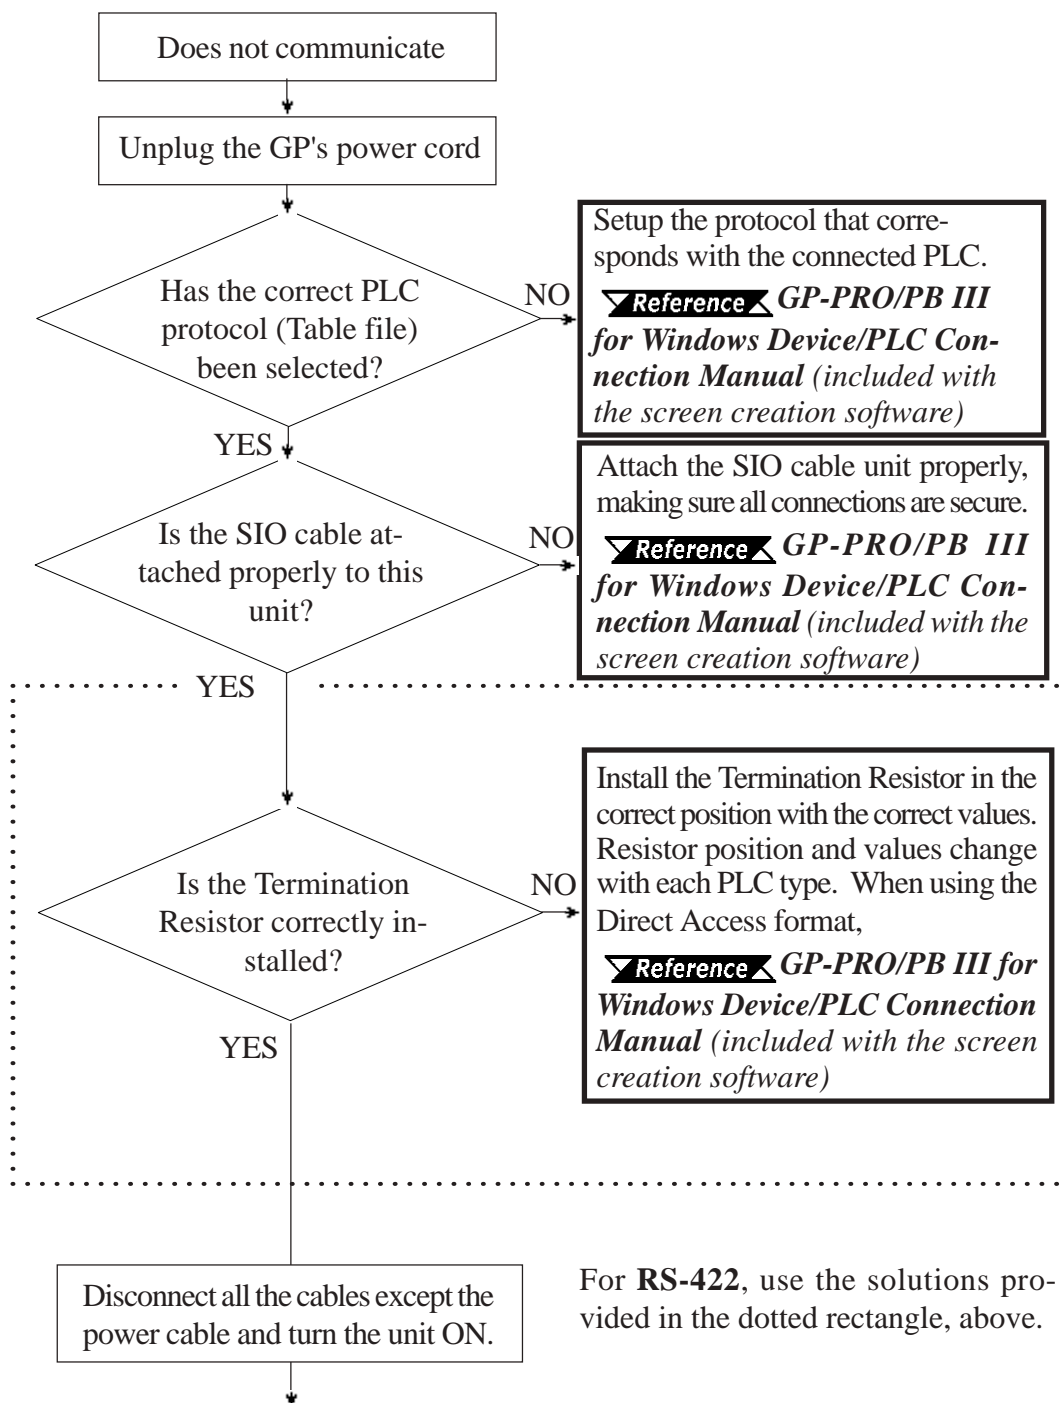 Does not communicate
Unplug the GP's power cord
Has the correct PLC
protocol (Table file)
been selected?
NO
Setup the protocol that corre-
sponds with the connected PLC.
Reference GP-PRO/PB III
for Windows Device/PLC Con-
nection Manual (included with
the screen creation software)
YES
Is the SIO cable at-
tached properly to this
unit?
NO
Attach the SIO cable unit properly,
making sure all connections are secure.
Reference GP-PRO/PB III
for Windows Device/PLC Con-
nection Manual (included with the
screen creation software)
YES
Is the Termination
Resistor correctly in-
stalled?
NO
Install the Termination Resistor in the
correct position with the correct values.
Resistor position and values change
with each PLC type. When using the
Direct Access format,
Reference GP-PRO/PB III for
Windows Device/PLC Connection
Manual (included with the screen
creation software)
YES
Disconnect all the cables except the
power cable and turn the unit ON.
For RS-422, use the solutions pro-
vided in the dotted rectangle, above.